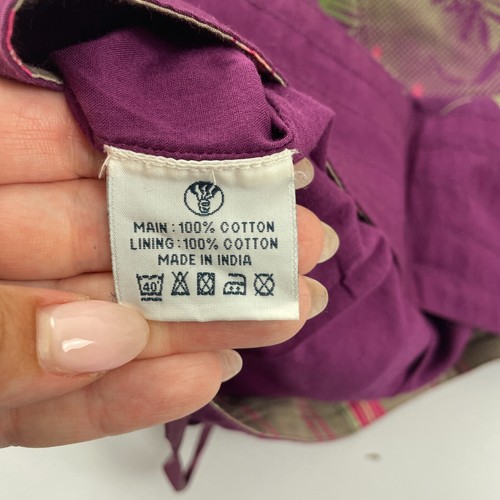 MAIN : 100% COTTON
LINING : 100% COTTON
MADE IN INDIA
40